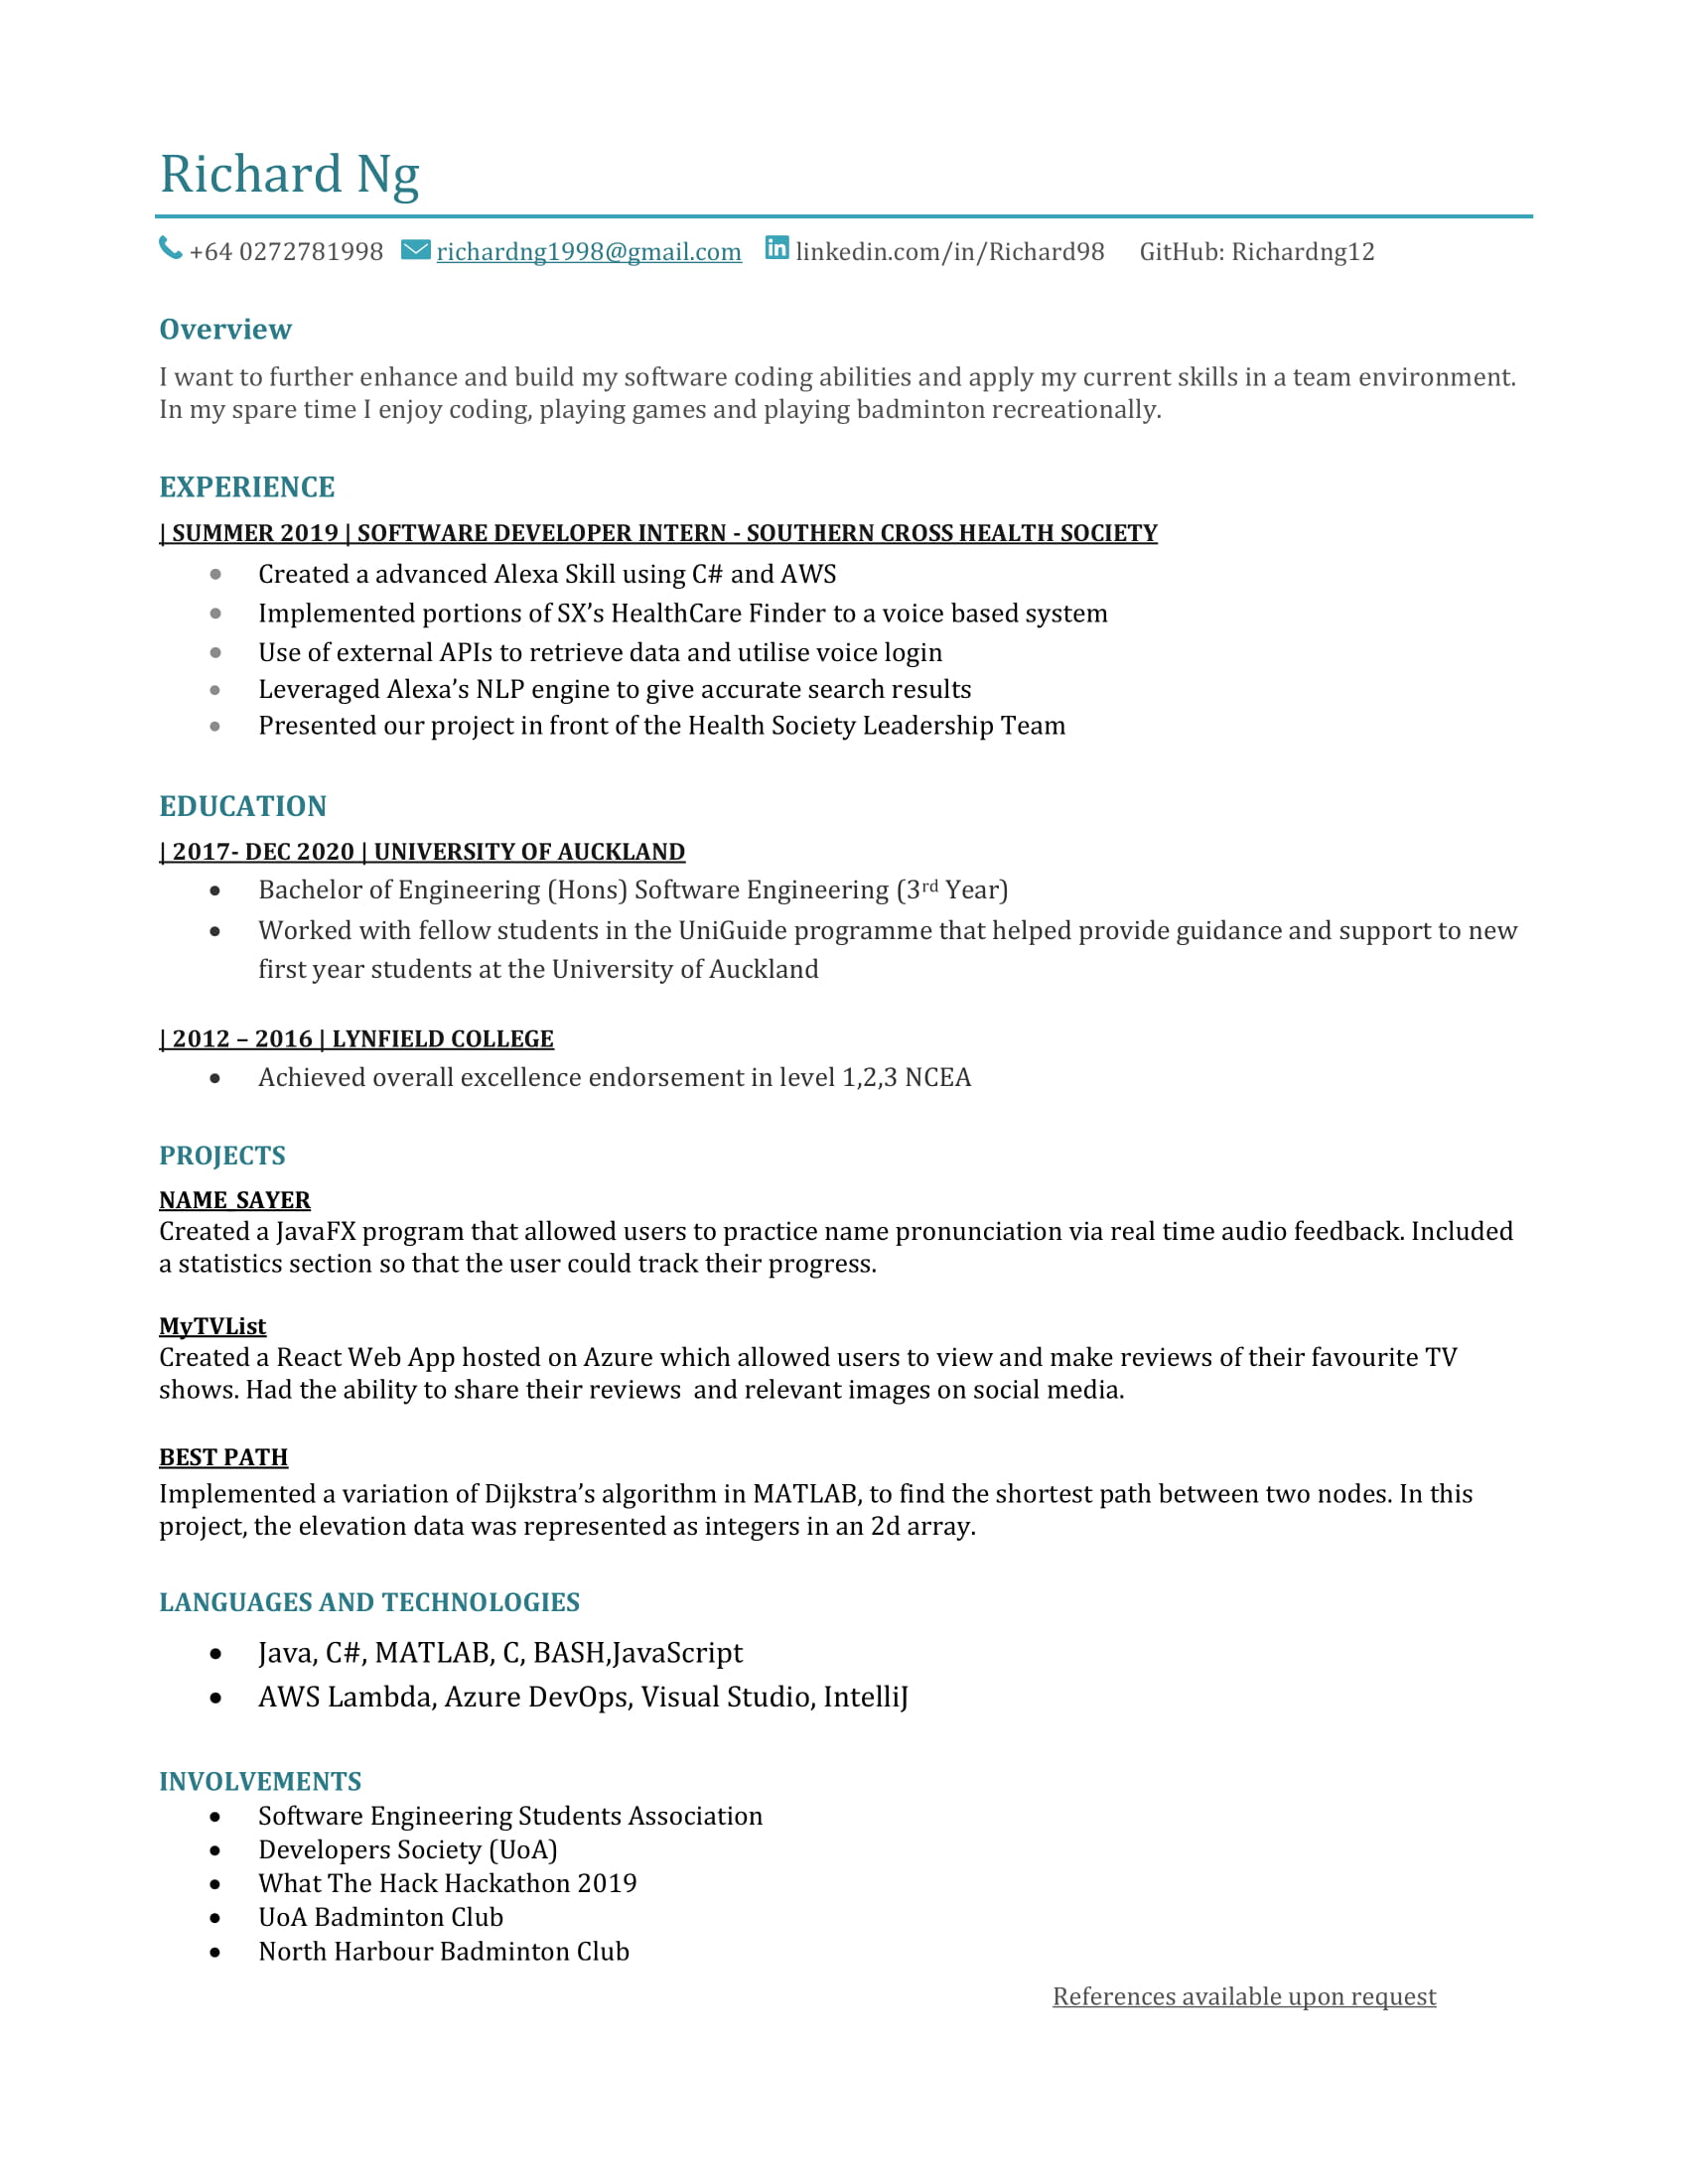 Richard Ng
+64 0272781998 richardng1998@gmail.com linkedin.com/in/Richard98 GitHub: Richardng12
Overview
I want to further enhance and build my software coding abilities and apply my current skills in a team environment.
In my spare time I enjoy coding, playing games and playing badminton recreationally.
EXPERIENCE
| SUMMER 2019 | SOFTWARE DEVELOPER INTERN - SOUTHERN CROSS HEALTH SOCIETY
• Created a advanced Alexa Skill using C# and AWS
• Implemented portions of SX’s HealthCare Finder to a voice based system
• Use of external APIs to retrieve data and utilise voice login
• Leveraged Alexa’s NLP engine to give accurate search results
• Presented our project in front of the Health Society Leadership Team
EDUCATION
| 2017- DEC 2020 | UNIVERSITY OF AUCKLAND
• Bachelor of Engineering (Hons) Software Engineering (3rd Year)
• Worked with fellow students in the UniGuide programme that helped provide guidance and support to new
first year students at the University of Auckland
| 2012 – 2016 | LYNFIELD COLLEGE
• Achieved overall excellence endorsement in level 1,2,3 NCEA
PROJECTS
NAME_SAYER
Created a JavaFX program that allowed users to practice name pronunciation via real time audio feedback. Included
a statistics section so that the user could track their progress.
MyTVList
Created a React Web App hosted on Azure which allowed users to view and make reviews of their favourite TV
shows. Had the ability to share their reviews  and relevant images on social media.
BEST PATH
Implemented a variation of Dijkstra’s algorithm in MATLAB, to find the shortest path between two nodes. In this
project, the elevation data was represented as integers in an 2d array.
LANGUAGES AND TECHNOLOGIES
• Java, C#, MATLAB, C, BASH,JavaScript
• AWS Lambda, Azure DevOps, Visual Studio, IntelliJ
INVOLVEMENTS
• Software Engineering Students Association
• Developers Society (UoA)
• What The Hack Hackathon 2019
• UoA Badminton Club
• North Harbour Badminton Club
References available upon request